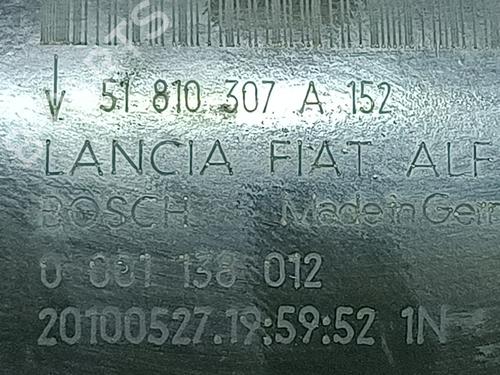 51 810 307 A 152
LANCIA FIAT ALF
BOSCH Made in Ger
0 001 138 012
20100527.19:59:52 1N